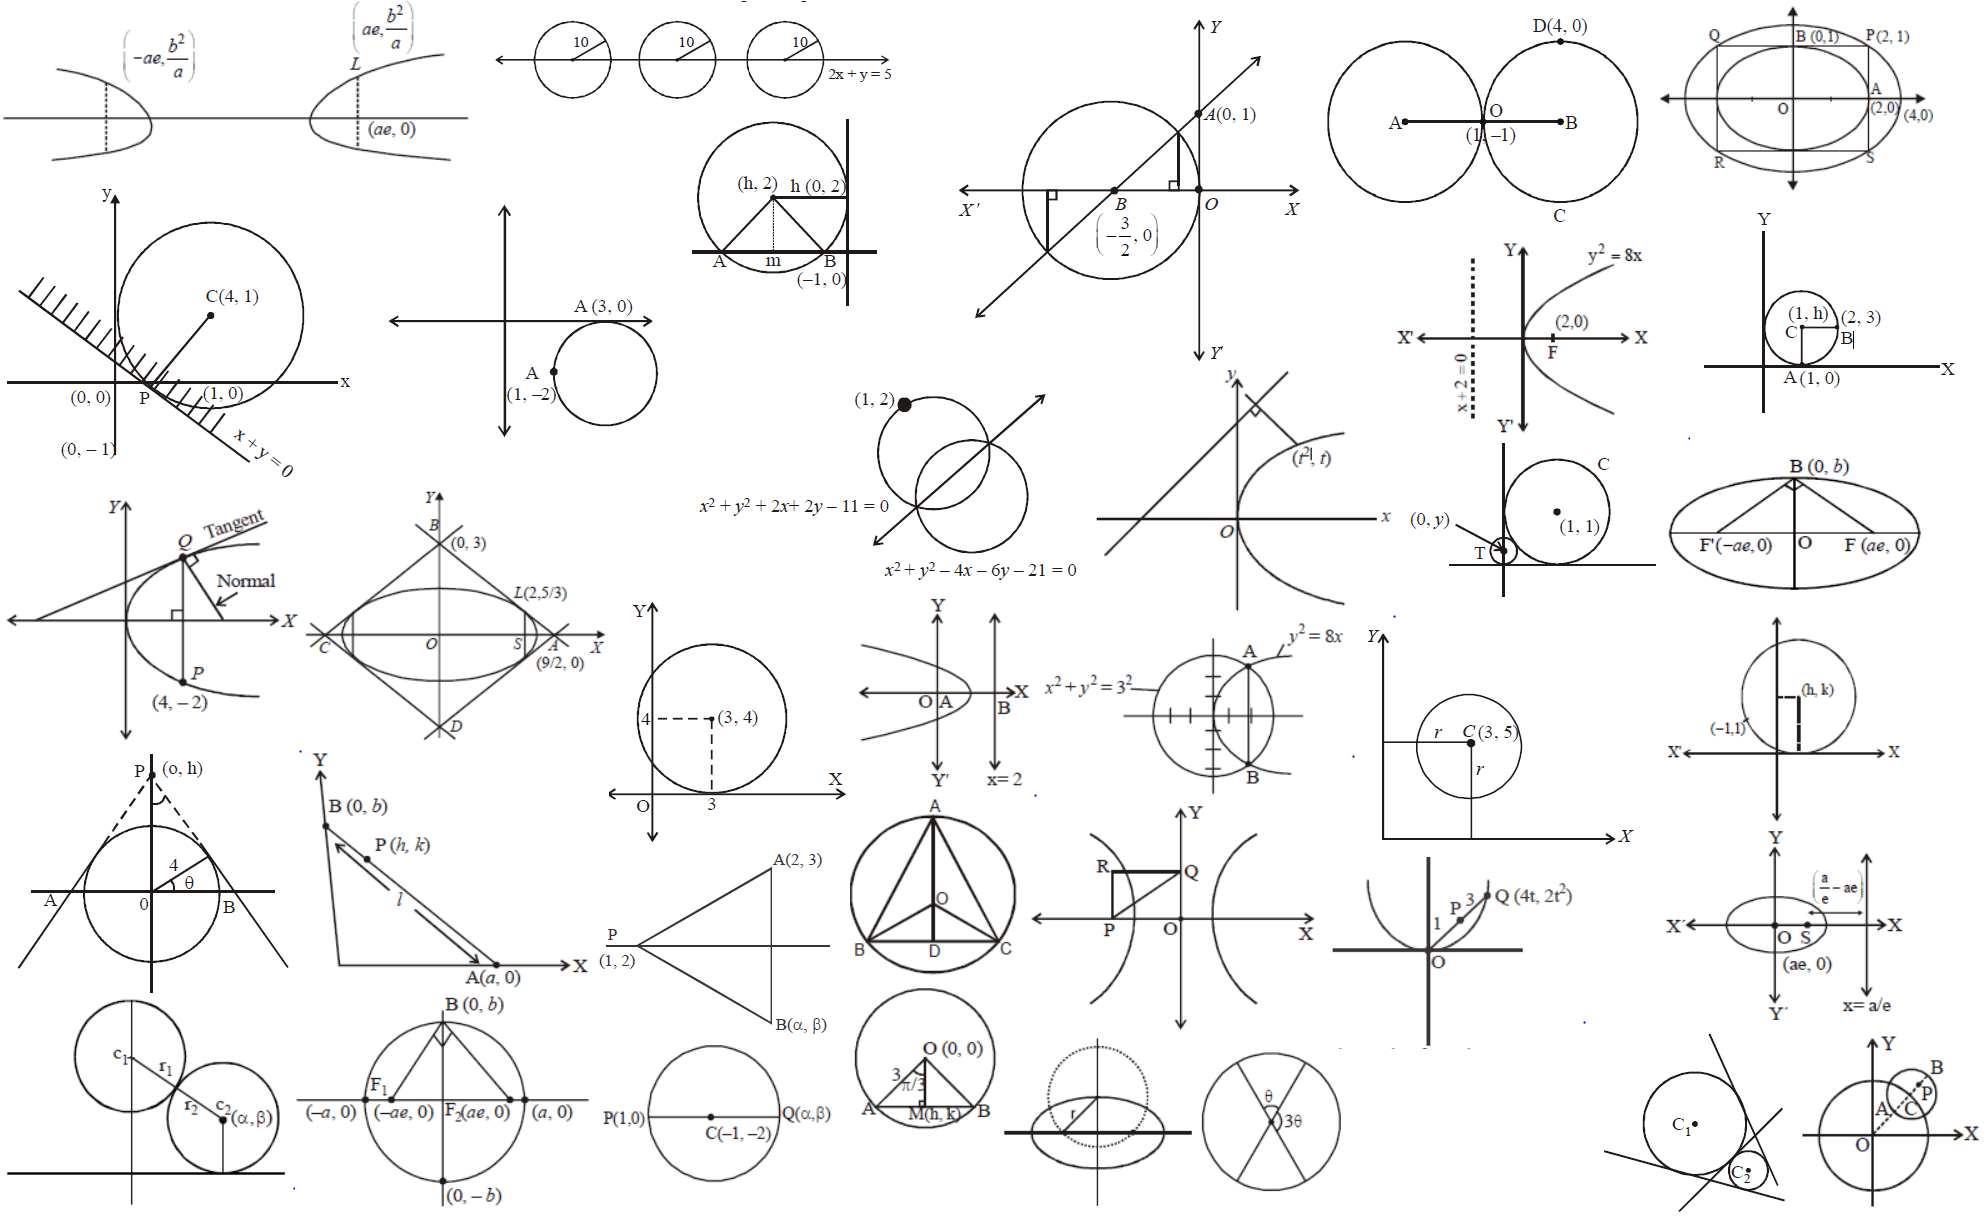 (-ae, b²/a)
(ae, b²/a)
L
(ae, 0)
10
10
10
2x + y = 5
(h, 2)
h (0, 2)
A
m
B
(–1, 0)
Y
A(0, 1)
X'
B
O
X
(-3/2, 0)
Y'
D(4, 0)
A
O
B
(1, –1)
C
Q
B (0,1)
P(2, 1)
A
O
(2,0)
(4,0)
R
S
y
C(4, 1)
(0, 0)
P
(1, 0)
x
(0, – 1)
x + y = 0
A (3, 0)
A
(1, –2)
Y
y² = 8x
(2,0)
X'
F
X
x + 2 = 0
Y'
Y
(1, h)
(2, 3)
C
B
A (1, 0)
X
(1, 2)
x² + y² + 2x+ 2y – 11 = 0
x² + y² – 4x – 6y – 21 = 0
y
(t², t)
O
x
C
(0, y)
(1, 1)
T
B (0, b)
F'(–ae, 0)
O
F (ae, 0)
Y
Q
Tangent
Normal
X
P
(4, – 2)
Y
B
(0, 3)
L(2,5/3)
C
O
S
A
X
(9/2, 0)
D
Y
4
(3, 4)
X
O
3
Y
O
A
X
B
Y'
x= 2
y² = 8x
A
x² + y² = 3²
B
Y
r
C (3, 5)
r
X
(h, k)
(–1,1)
X'
X
P
(o, h)
4
θ
A
0
B
Y
B (0, b)
P (h, k)
l
X
A(a, 0)
A(2, 3)
P
(1, 2)
B(α, β)
A
O
B
D
C
Y
R
Q
P
O
X
P
3
Q (4t, 2t²)
1
O
Y
(a/e – ae)
X'
O
S
X
(ae, 0)
Y'
x= a/e
c₁
r₁
r₂
c₂
(α,β)
B (0, b)
F₁
(–a, 0)
(–ae, 0)
F₂(ae, 0)
(a, 0)
(0, – b)
P(1,0)
Q(α,β)
C(–1, –2)
O (0, 0)
3
π/3
A
M(h, k)
B
r
θ
3θ
C₁
C₂
Y
B
P
A
C
O
X